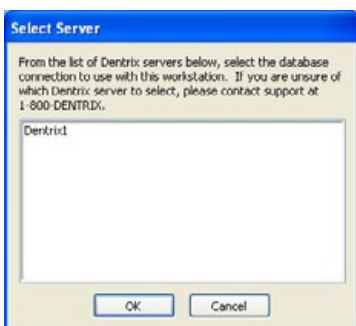 Select Server
From the list of Dentrix servers below, select the database
connection to use with this workstation. If you are unsure of
which Dentrix server to select, please contact support at
1-800-DENTRIX.
Dentrix1
OK
Cancel